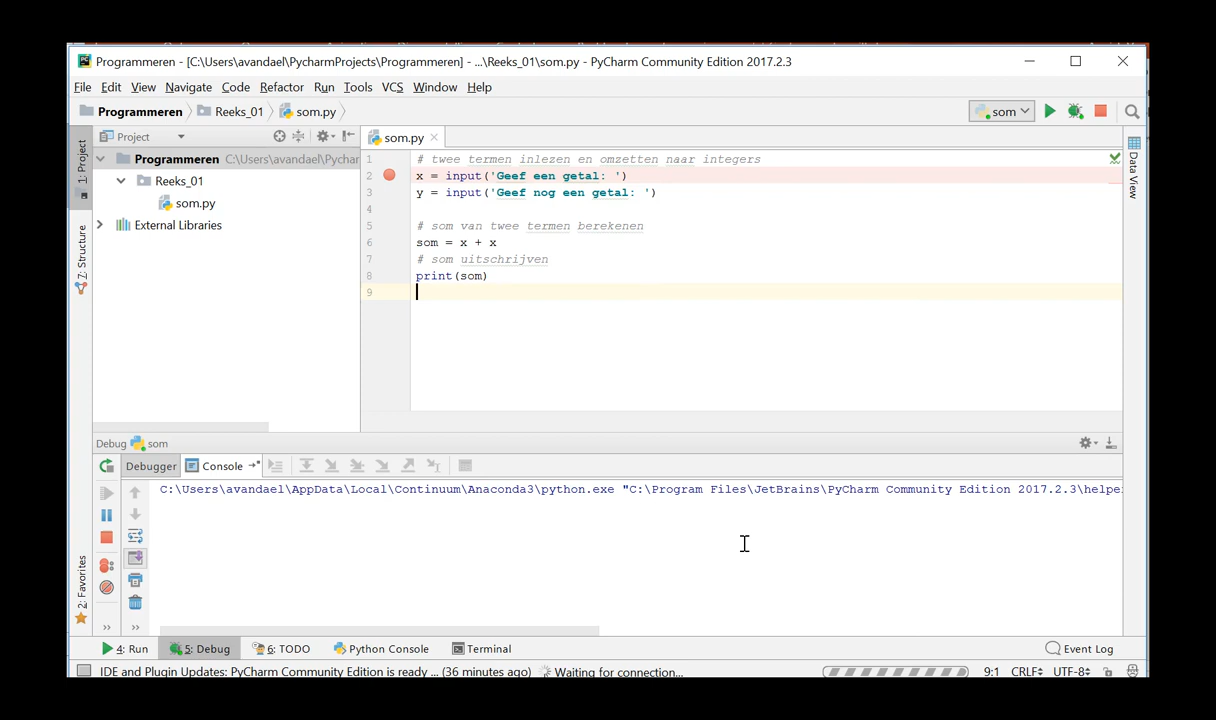 Programmeren - [C:\Users\avandael\PycharmProjects\Programmeren] - ...\Reeks_01\som.py - PyCharm Community Edition 2017.2.3
File Edit View Navigate Code Refactor Run Tools VCS Window Help
Programmeren Reeks_01 som.py som
1: Project
Project
som.py
Programmeren C:\Users\avandael\Pychar
Reeks_01
som.py
External Libraries
7: Structure
1 # twee termen inlezen en omzetten naar integers
2 x = input('Geef een getal: ')
3 y = input('Geef nog een getal: ')
4
5 # som van twee termen berekenen
6 som = x + x
7 # som uitschrijven
8 print(som)
9
Data View
Debug som
Debugger Console
C:\Users\avandael\AppData\Local\Continuum\Anaconda3\python.exe "C:\Program Files\JetBrains\PyCharm Community Edition 2017.2.3\helper
2: Favorites
4: Run 5: Debug 6: TODO Python Console Terminal Event Log
IDE and Plugin Updates: PyCharm Community Edition is ready ... (36 minutes ago) Waiting for connection... 9:1 CRLF UTF-8